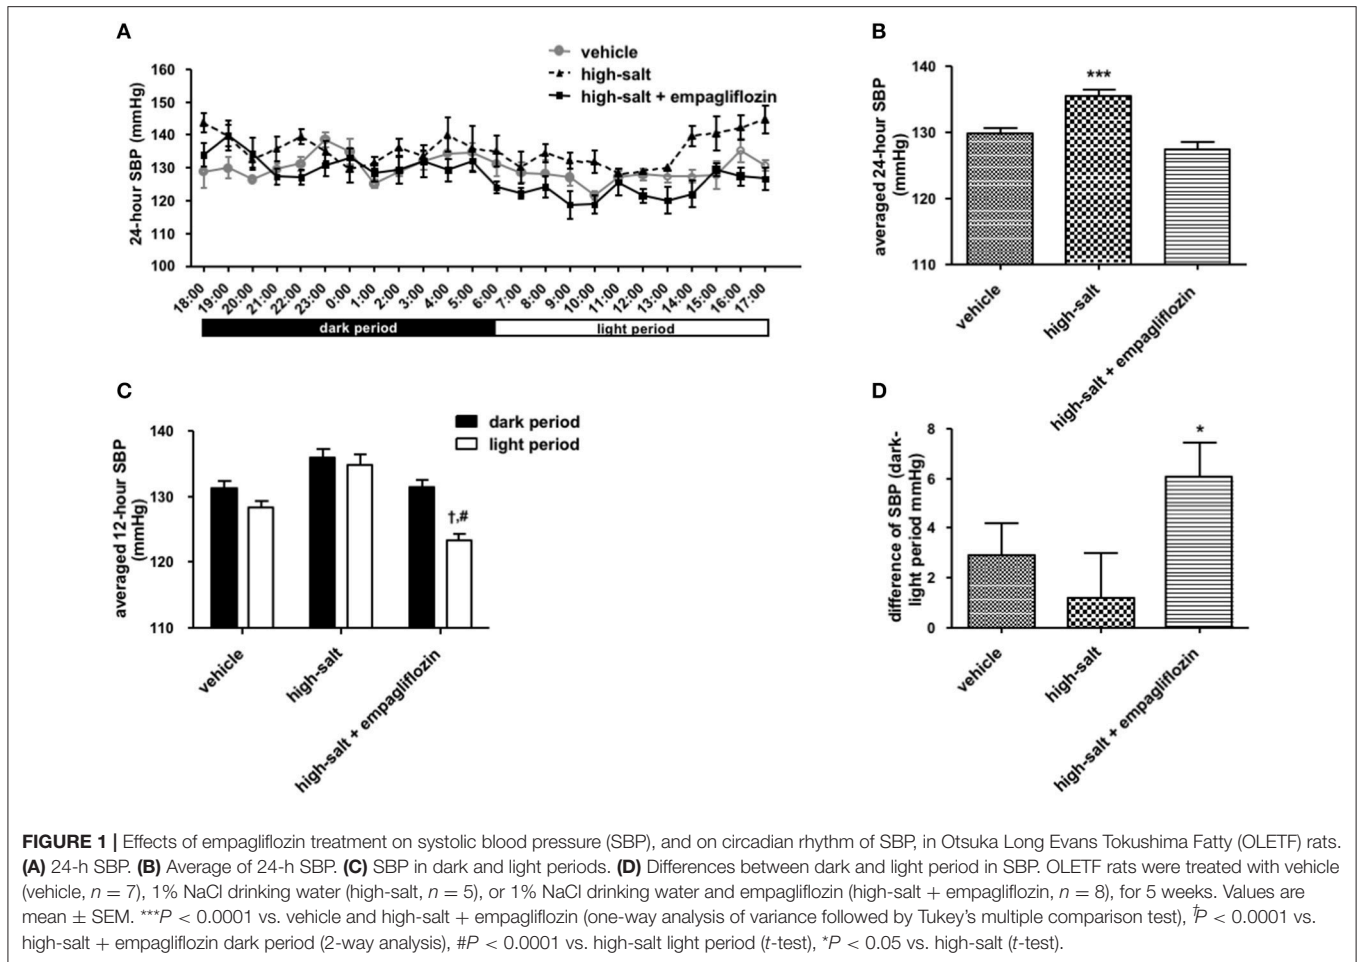 A
vehicle
high-salt
high-salt + empagliflozin
24-hour SBP (mmHg)
160
150
140
130
120
110
100
18:00
19:00
20:00
21:00
22:00
23:00
0:00
1:00
2:00
3:00
4:00
5:00
6:00
7:00
8:00
9:00
10:00
11:00
12:00
13:00
14:00
15:00
16:00
17:00
dark period
light period
B
averaged 24-hour SBP
(mmHg)
140
130
120
110
***
vehicle
high-salt
high-salt + empagliflozin
C
dark period
light period
averaged 12-hour SBP
(mmHg)
140
130
120
110
†,#
vehicle
high-salt
high-salt + empagliflozin
D
difference of SBP (dark-
light period mmHg)
8
6
4
2
0
*
vehicle
high-salt
high-salt + empagliflozin
FIGURE 1 | Effects of empagliflozin treatment on systolic blood pressure (SBP), and on circadian rhythm of SBP, in Otsuka Long Evans Tokushima Fatty (OLETF) rats.
(A) 24-h SBP. (B) Average of 24-h SBP. (C) SBP in dark and light periods. (D) Differences between dark and light period in SBP. OLETF rats were treated with vehicle
(vehicle, n = 7), 1% NaCl drinking water (high-salt, n = 5), or 1% NaCl drinking water and empagliflozin (high-salt + empagliflozin, n = 8), for 5 weeks. Values are
mean ± SEM. ***P < 0.0001 vs. vehicle and high-salt + empagliflozin (one-way analysis of variance followed by Tukey's multiple comparison test), †P < 0.0001 vs.
high-salt + empagliflozin dark period (2-way analysis), #P < 0.0001 vs. high-salt light period (t-test), *P < 0.05 vs. high-salt (t-test).